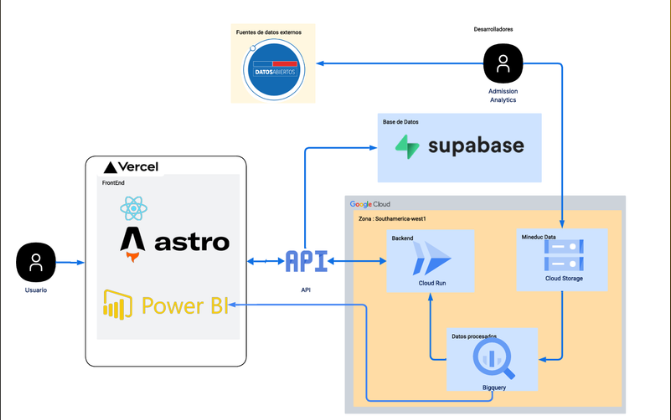 Fuentes de datos externos
DATOSABIERTOS
Desarrolladores
Admission
Analytics
Base de Datos
supabase
Vercel
FrontEnd
astro
Power BI
Usuario
API
API
Google Cloud
Zona : Southamerica-west1
Backend
Cloud Run
Mineduc Data
Cloud Storage
Datos procesados
Bigquery